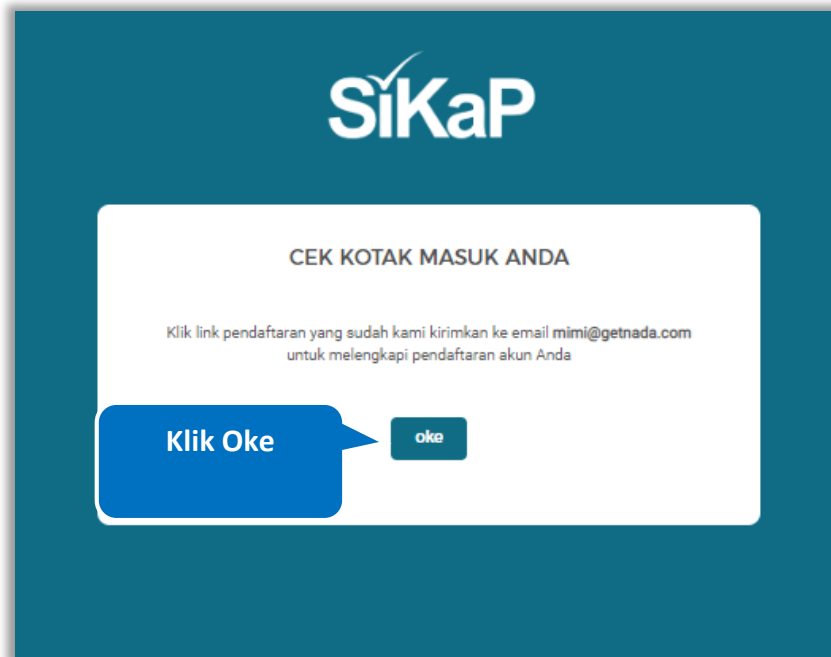 SiKaP
CEK KOTAK MASUK ANDA
Klik link pendaftaran yang sudah kami kirimkan ke email mimi@getnada.com
untuk melengkapi pendaftaran akun Anda
Klik Oke
oke